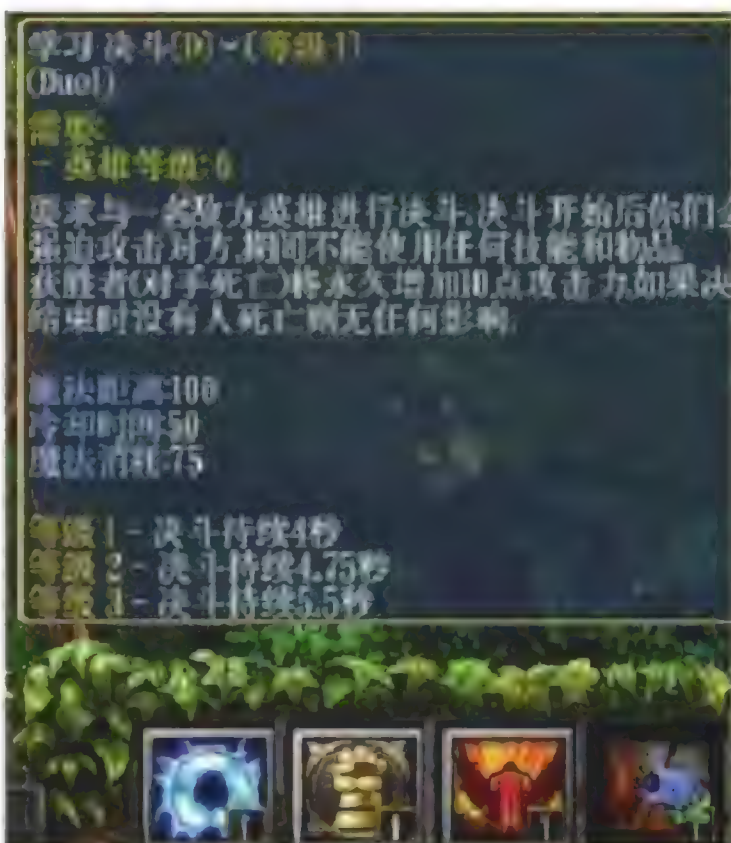 学习 决斗(D) - (等级 1)
(Duel)
需要:
- 英雄等级:6
要求与一名敌方英雄进行决斗,决斗开始后你们会
强迫攻击对方,期间不能使用任何技能和物品.
获胜者(对手死亡)将永久增加10点攻击力,如果决
结束时没有人死亡则无任何影响.
施法距离:100
冷却时间:50
魔法消耗:75
等级 1 - 决斗持续4秒
等级 2 - 决斗持续4.75秒
等级 3 - 决斗持续5.5秒